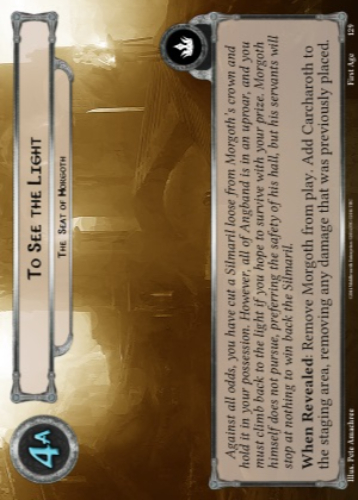 4A
To See the Light
The Seat of Morgoth
Against all odds, you have cut a Silmaril loose from Morgoth's crown and
hold it in your possession. However, all of Angband is in an uproar, and you
must climb back to the light if you hope to survive with your prize. Morgoth
himself does not pursue, preferring the safety of his hall, but his servants will
stop at nothing to win back the Silmaril.
When Revealed: Remove Morgoth from play. Add Carcharoth to
the staging area, removing any damage that was previously placed.
Illus. Pete Amachree
First Age
129